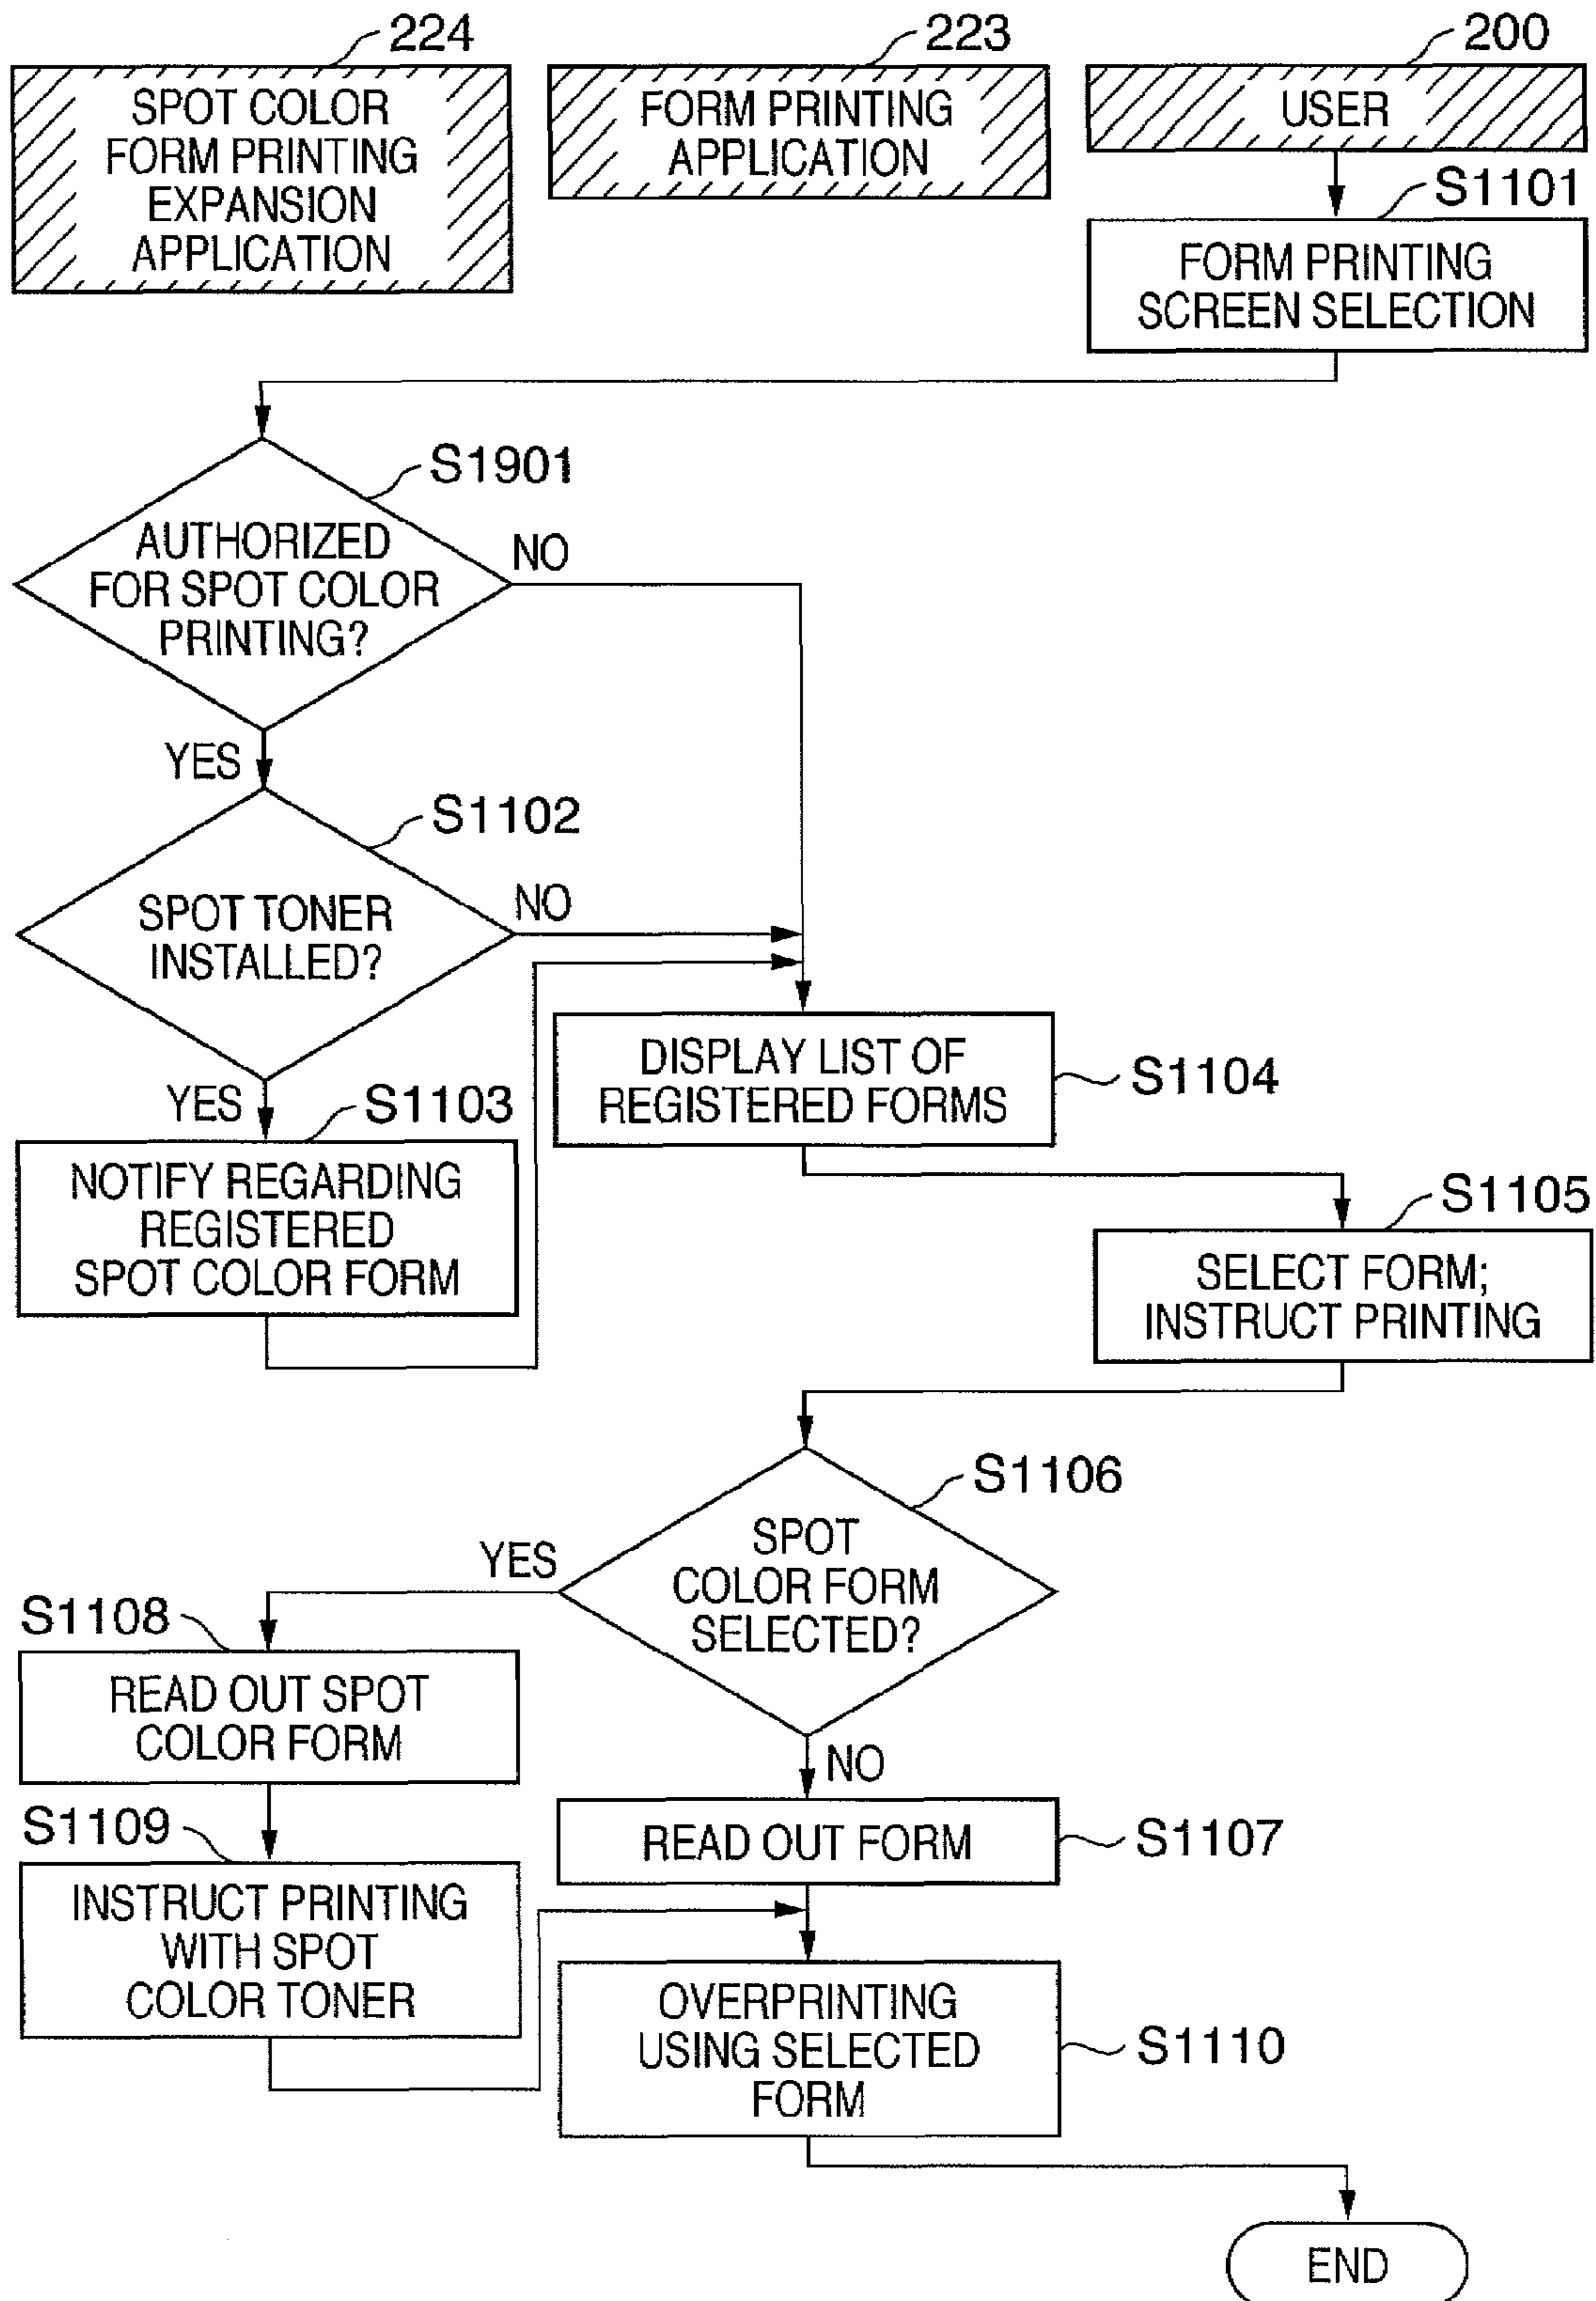 224
SPOT COLOR
FORM PRINTING
EXPANSION
APPLICATION
223
FORM PRINTING
APPLICATION
200
USER
S1101
FORM PRINTING
SCREEN SELECTION
S1901
AUTHORIZED
FOR SPOT COLOR
PRINTING?
NO
YES
S1102
SPOT TONER
INSTALLED?
NO
YES
S1103
NOTIFY REGARDING
REGISTERED
SPOT COLOR FORM
DISPLAY LIST OF
REGISTERED FORMS
S1104
S1105
SELECT FORM;
INSTRUCT PRINTING
S1106
SPOT
COLOR FORM
SELECTED?
YES
NO
S1108
READ OUT SPOT
COLOR FORM
S1107
READ OUT FORM
S1109
INSTRUCT PRINTING
WITH SPOT
COLOR TONER
OVERPRINTING
USING SELECTED
FORM
S1110
END